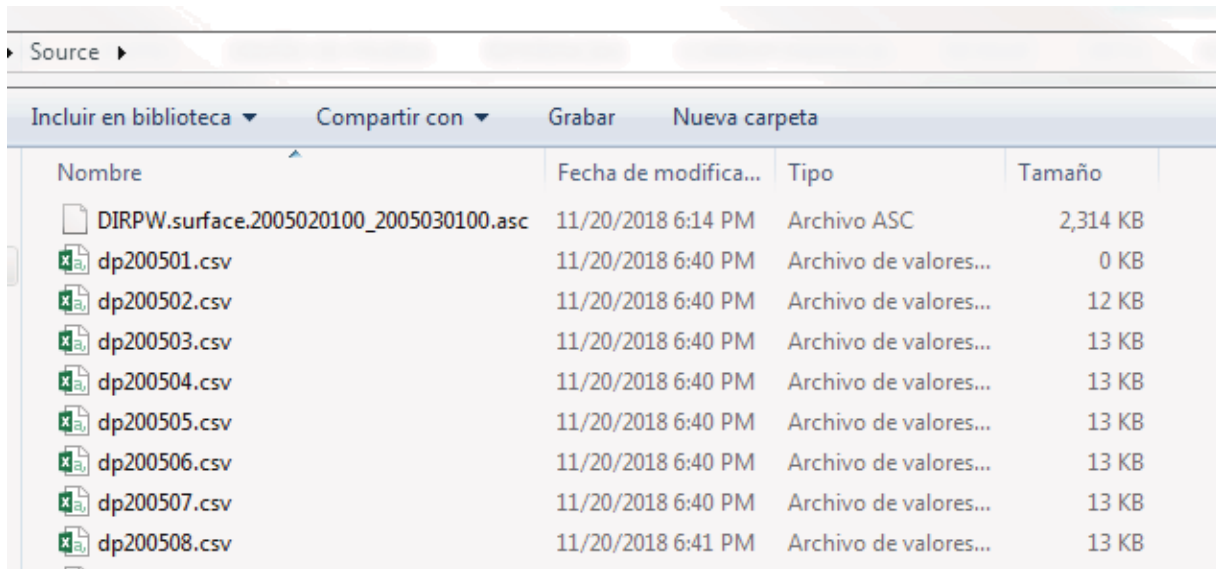 Source
Incluir en biblioteca Compartir con Grabar Nueva carpeta
Nombre Fecha de modifica... Tipo Tamaño
DIRPW.surface.2005020100_2005030100.asc 11/20/2018 6:14 PM Archivo ASC 2,314 KB
dp200501.csv 11/20/2018 6:40 PM Archivo de valores... 0 KB
dp200502.csv 11/20/2018 6:40 PM Archivo de valores... 12 KB
dp200503.csv 11/20/2018 6:40 PM Archivo de valores... 13 KB
dp200504.csv 11/20/2018 6:40 PM Archivo de valores... 13 KB
dp200505.csv 11/20/2018 6:40 PM Archivo de valores... 13 KB
dp200506.csv 11/20/2018 6:40 PM Archivo de valores... 13 KB
dp200507.csv 11/20/2018 6:40 PM Archivo de valores... 13 KB
dp200508.csv 11/20/2018 6:41 PM Archivo de valores... 13 KB